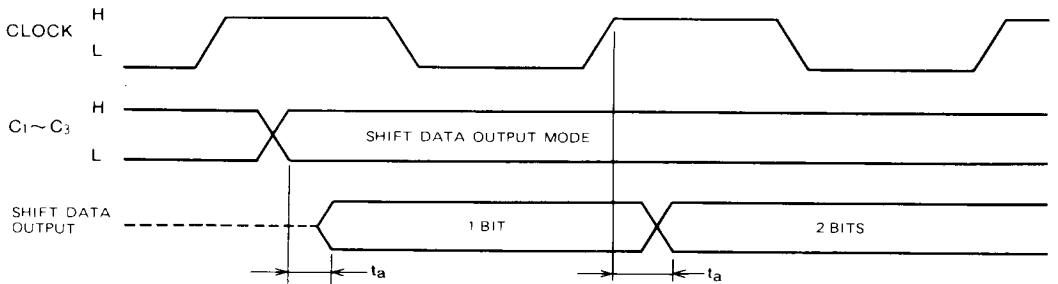 H
CLOCK
L
H
C1~C3
SHIFT DATA OUTPUT MODE
L
SHIFT DATA
OUTPUT
1 BIT
2 BITS
ta
ta